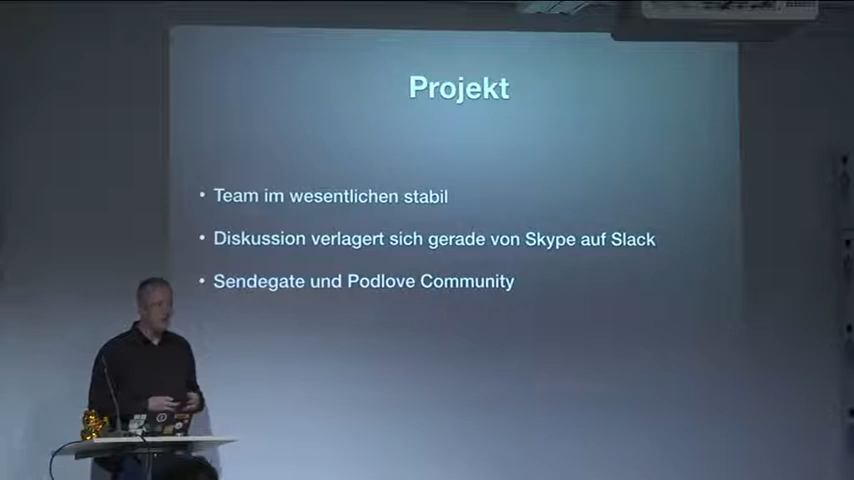 Projekt
• Team im wesentlichen stabil
• Diskussion verlagert sich gerade von Skype auf Slack
• Sendegate und Podlove Community